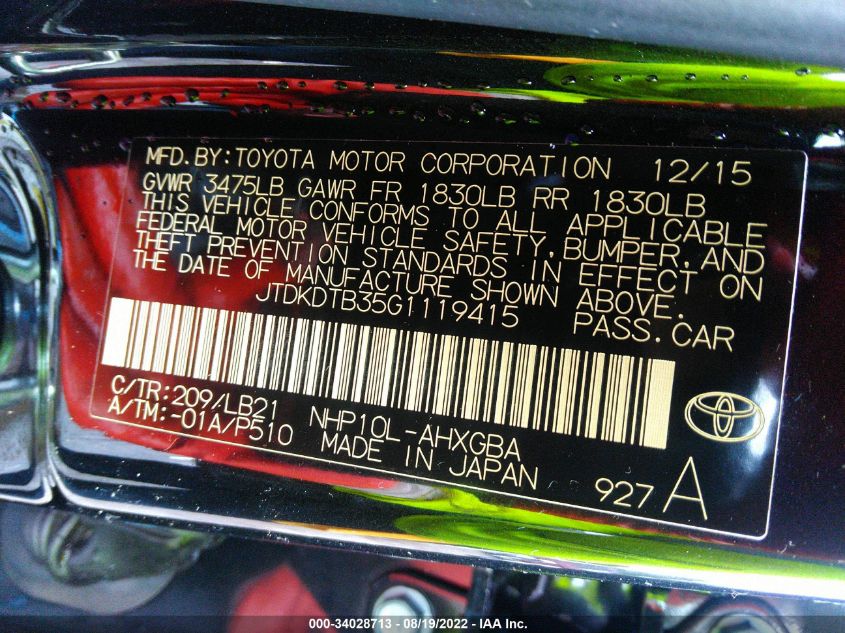 MFD.BY:TOYOTA MOTOR CORPORATION 12/15
GVWR 3475LB GAWR FR 1830LB RR 1830LB
THIS VEHICLE CONFORMS TO ALL APPLICABLE
FEDERAL MOTOR VEHICLE SAFETY,BUMPER,AND
THEFT PREVENTION STANDARDS IN EFFECT ON
THE DATE OF MANUFACTURE SHOWN ABOVE.
JTDKDTB35G1119415 PASS.CAR
C/TR:209/LB21 NHP10L-AHXGBA
A/TM:-01A/P510 MADE IN JAPAN
927A
000-34028713 - 08/19/2022 - IAA Inc.